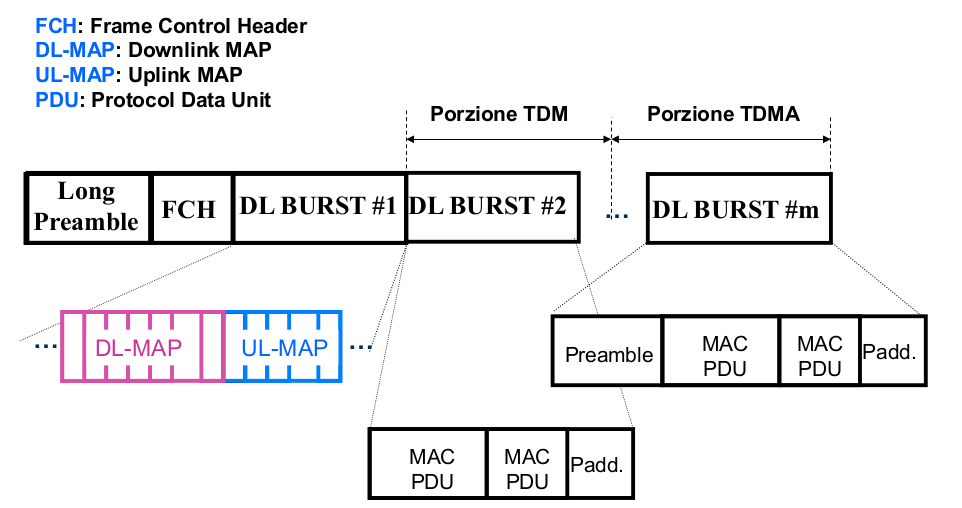 FCH: Frame Control Header
DL-MAP: Downlink MAP
UL-MAP: Uplink MAP
PDU: Protocol Data Unit
Porzione TDM
Porzione TDMA
Long
Preamble
FCH
DL BURST #1
DL BURST #2
...
DL BURST #m
...
DL-MAP
UL-MAP
...
Preamble
MAC
PDU
MAC
PDU
Padd.
MAC
PDU
MAC
PDU
Padd.